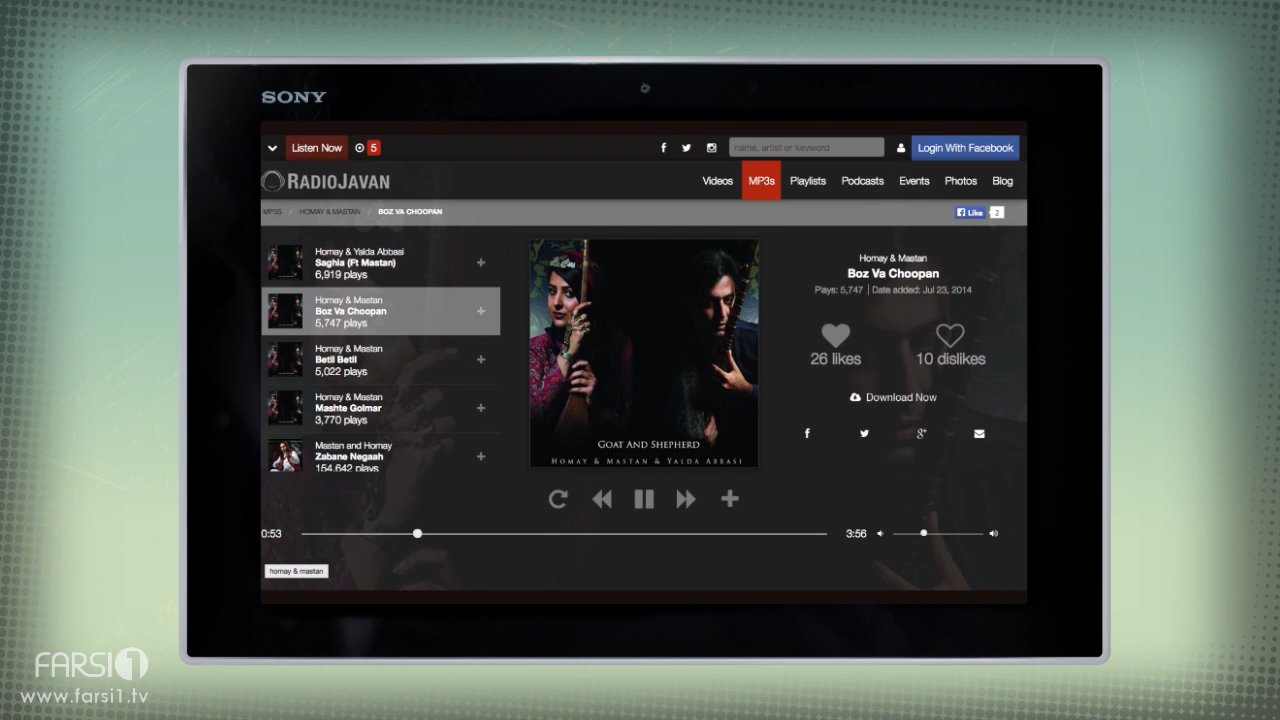 SONY
Listen Now 5 name, artist or keyword Login With Facebook
RADIOJAVAN Videos MP3s Playlists Podcasts Events Photos Blog
MP3S / HOMAY & MASTAN / BOZ VA CHOOPAN Like 2
Homay & Yalda Abbasi
Saghia (Ft Mastan)
6,919 plays
Homay & Mastan
Boz Va Choopan
5,747 plays
Homay & Mastan
Betil Betil
5,022 plays
Homay & Mastan
Mashte Golmar
3,770 plays
Mastan and Homay
Zabane Negaah
154,642 plays
GOAT AND SHEPHERD
HOMAY & MASTAN & YALDA ABBASI
Homay & Mastan
Boz Va Choopan
Plays: 5,747 | Date added: Jul 23, 2014
26 likes 10 dislikes
Download Now
0:53 3:56
homay & mastan
FARSI1
www.farsi1.tv